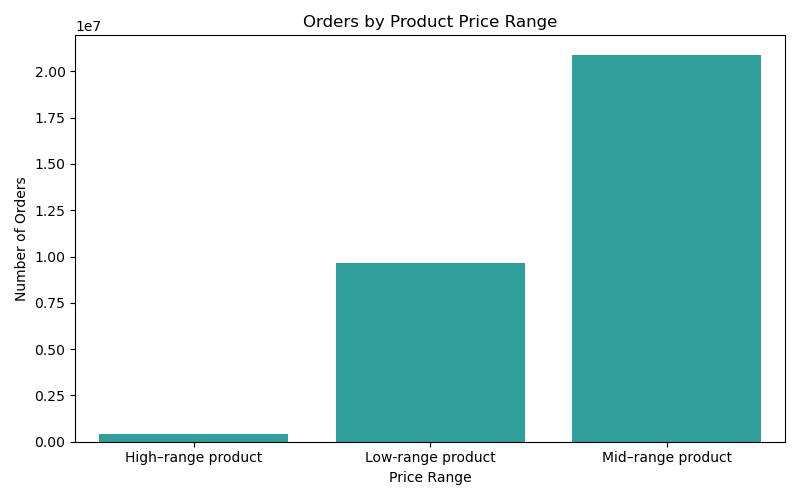 Orders by Product Price Range
1e7
2.00
1.75
1.50
1.25
1.00
0.75
0.50
0.25
0.00
Number of Orders
High–range product
Low-range product
Mid–range product
Price Range